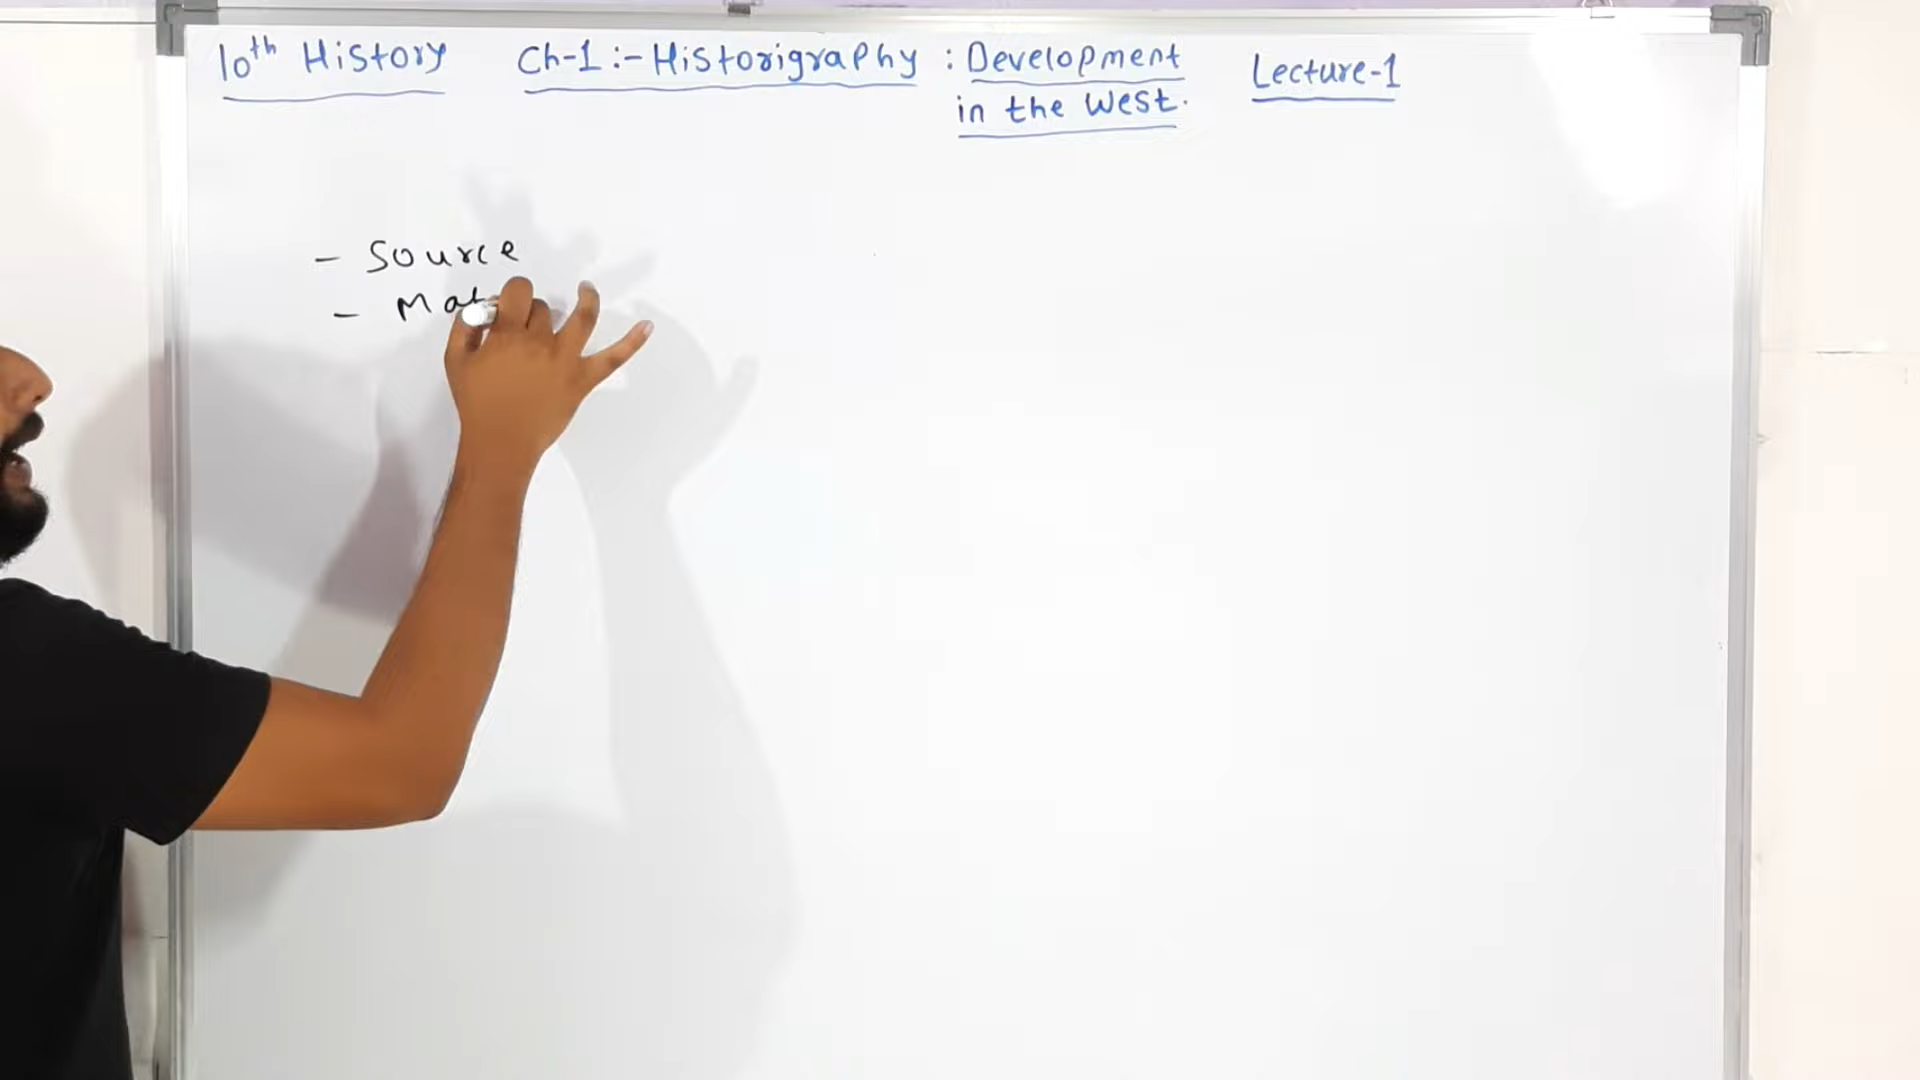 10th History Ch-1 :- Historigraphy : Development Lecture-1
in the West.
- Source
-